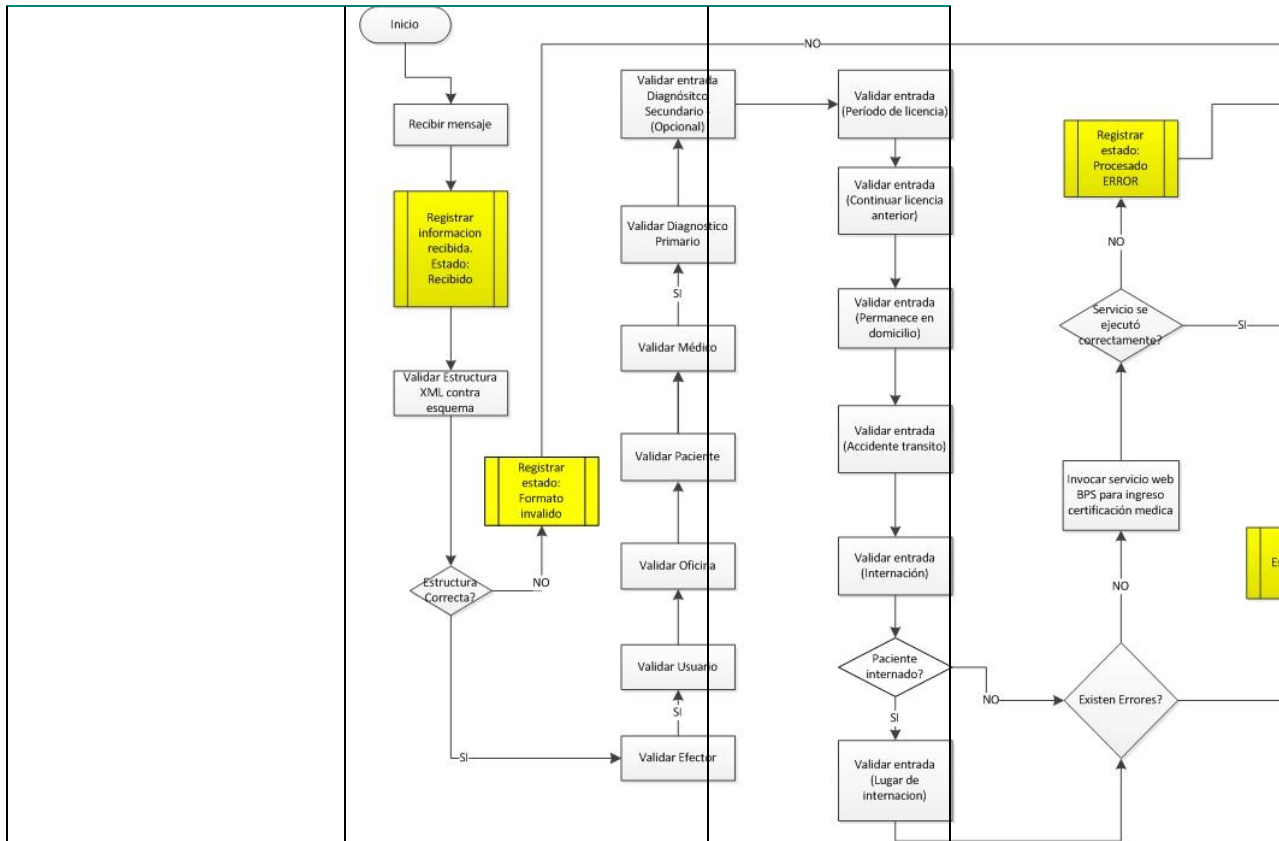 Inicio
Recibir mensaje
Registrar
informacion
recibida.
Estado:
Recibido
Validar Estructura
XML contra
esquema
Estructura
Correcta?
NO
Registrar
estado:
Formato
invalido
NO
SI
Validar Efector
SI
Validar Usuario
Validar Oficina
Validar Paciente
Validar Médico
SI
Validar Diagnostico
Primario
Validar entrada
Diagnósitco
Secundario -
(Opcional)
Validar entrada
(Período de licencia)
Validar entrada
(Continuar licencia
anterior)
Validar entrada
(Permanece en
domicilio)
Validar entrada
(Accidente transito)
Validar entrada
(Internación)
Paciente
internado?
NO
SI
Validar entrada
(Lugar de
internacion)
Existen Errores?
NO
Invocar servicio web
BPS para ingreso
certificación medica
Servicio se
ejecutó
correctamente?
SI
NO
Registrar
estado:
Procesado
ERROR